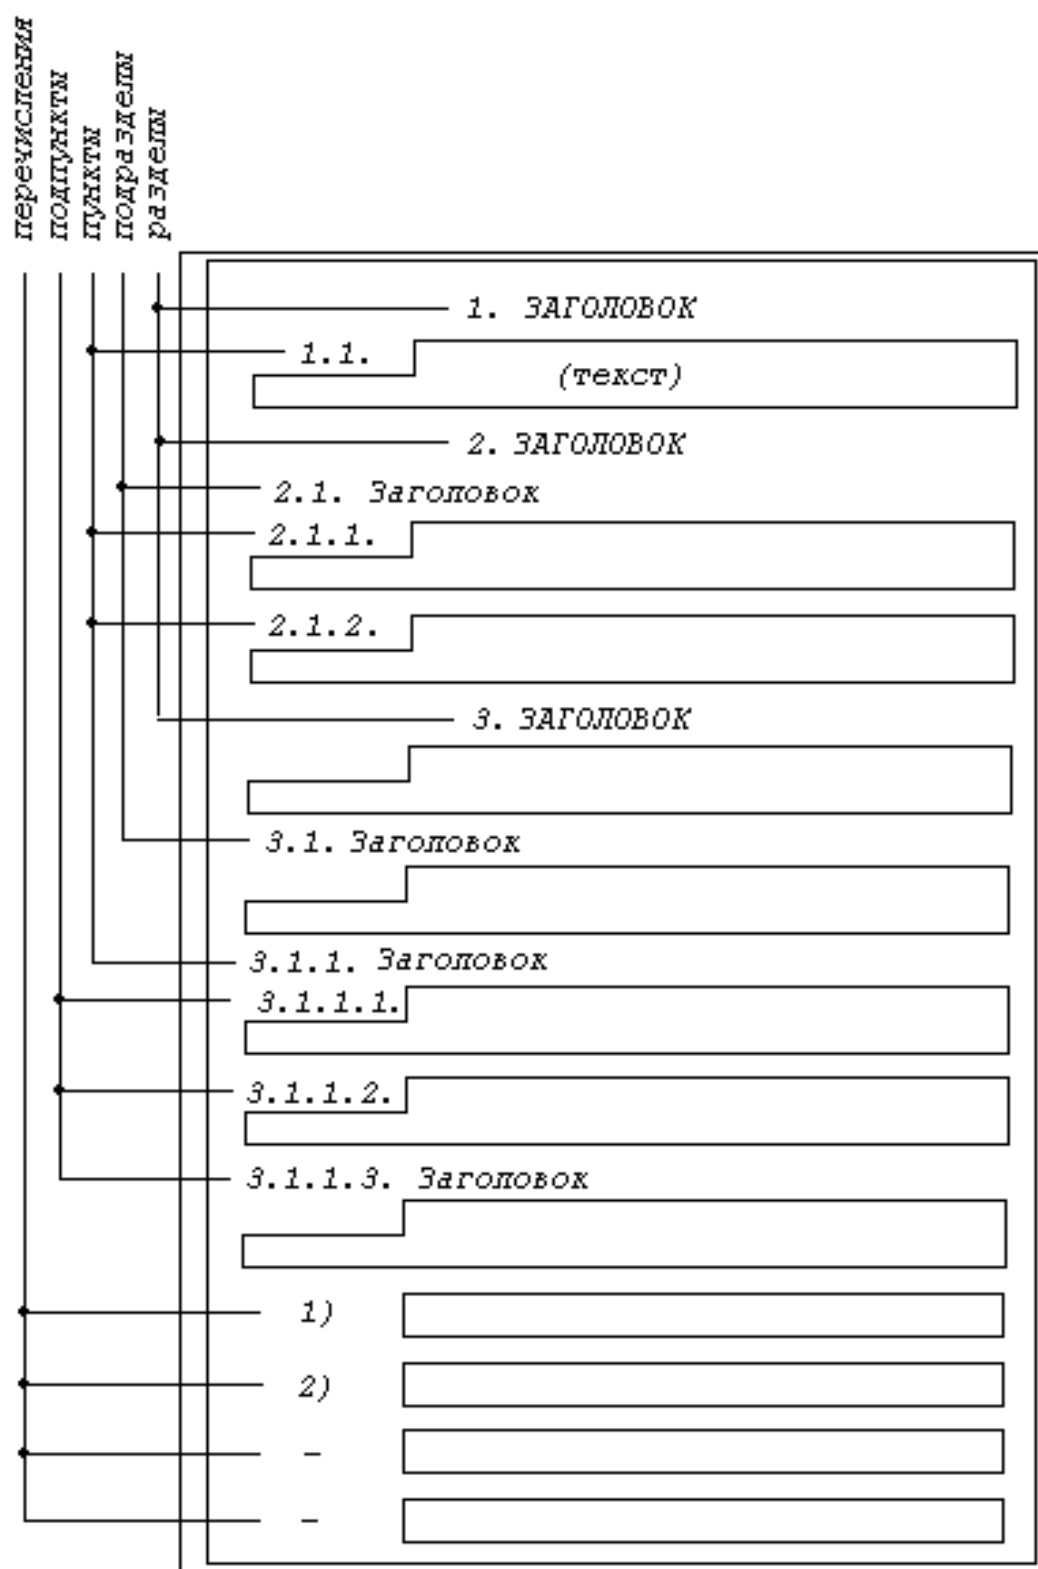 перечисления
подпункты
пункты
подразделы
разделы
1. ЗАГОЛОВОК
1.1.
(текст)
2. ЗАГОЛОВОК
2.1. Заголовок
2.1.1.
2.1.2.
3. ЗАГОЛОВОК
3.1. Заголовок
3.1.1. Заголовок
3.1.1.1.
3.1.1.2.
3.1.1.3. Заголовок
1)
2)
–
–